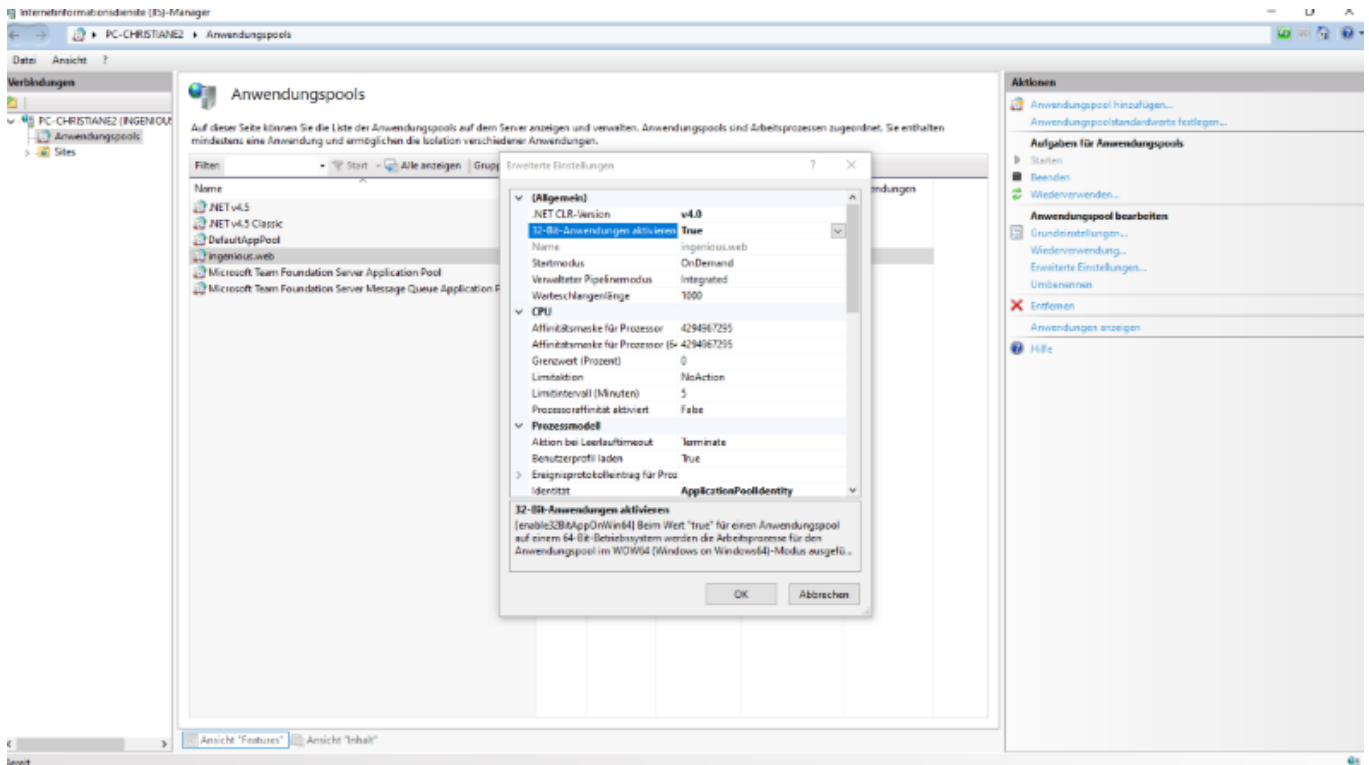 Internetinformationsdienste (IIS)-Manager
PC-CHRISTIANE2 Anwendungspools
Datei Ansicht ?
Verbindungen
PC-CHRISTIANE2 (INGENIOU
Anwendungspools
Sites
Anwendungspools
Auf dieser Seite können Sie die Liste der Anwendungspools auf dem Server anzeigen und verwalten. Anwendungspools sind Arbeitsprozessen zugeordnet. Sie enthalten
mindestens eine Anwendung und ermöglichen die Isolation verschiedener Anwendungen.
Filter: Start Alle anzeigen Grupp
Name
endungen
.NET v4.5
.NET v4.5 Classic
DefaultAppPool
ingenious.web
Microsoft Team Foundation Server Application Pool
Microsoft Team Foundation Server Message Queue Application P
Erweiterte Einstellungen ?
(Allgemein)
.NET CLR-Version v4.0
32-Bit-Anwendungen aktivieren True
Name ingenious.web
Startmodus OnDemand
Verwalteter Pipelinemodus Integrated
Warteschlangenlänge 1000
CPU
Affinitätsmaske für Prozessor 4294967295
Affinitätsmaske für Prozessor (6 4294967295
Grenzwert (Prozent) 0
Limitaktion NoAction
Limitintervall (Minuten) 5
Prozessoraffinität aktiviert False
Prozessmodell
Aktion bei Leerlauftimeout Terminate
Benutzerprofil laden True
Ereignisprotokolleintrag für Proz
Identität ApplicationPoolIdentity
32-Bit-Anwendungen aktivieren
[enable32BitAppOnWin64] Beim Wert "true" für einen Anwendungspool
auf einem 64-Bit-Betriebssystem werden die Arbeitsprozesse für den
Anwendungspool im WOW64 (Windows on Windows64)-Modus ausgefü...
OK Abbrechen
Aktionen
Anwendungspool hinzufügen...
Anwendungspoolstandardwerte festlegen...
Aufgaben für Anwendungspools
Starten
Beenden
Wiederverwenden...
Anwendungspool bearbeiten
Grundeinstellungen...
Wiederverwendung...
Erweiterte Einstellungen...
Umbenennen
Entfernen
Anwendungen anzeigen
Hilfe
Ansicht "Features" Ansicht "Inhalt"
Bereit